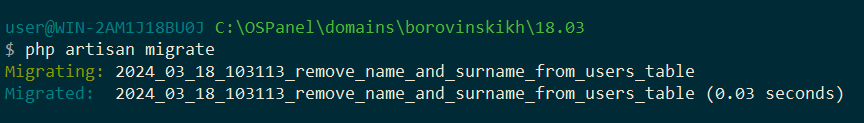 user@WIN-2AM1J18BU0J C:\OSPanel\domains\borovinskikh\18.03
$ php artisan migrate
Migrating: 2024_03_18_103113_remove_name_and_surname_from_users_table
Migrated:  2024_03_18_103113_remove_name_and_surname_from_users_table (0.03 seconds)